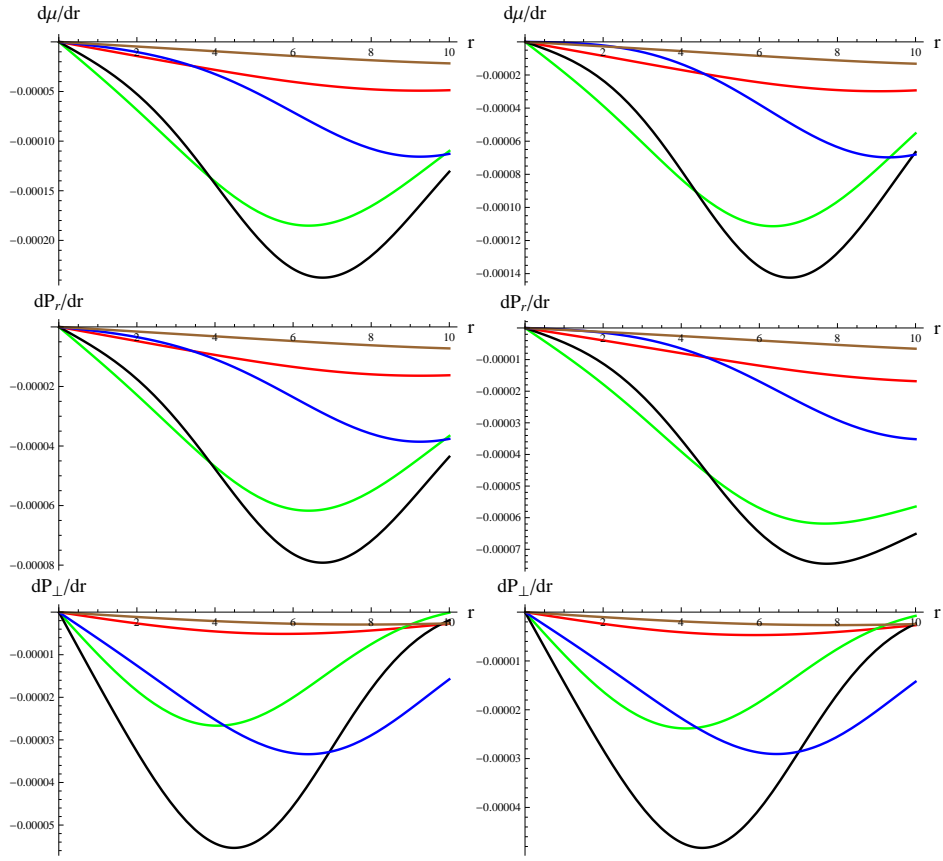 dμ/dr
2 4 6 8 10 r
−0.00005
−0.00010
−0.00015
−0.00020
dμ/dr
2 4 6 8 10 r
−0.00002
−0.00004
−0.00006
−0.00008
−0.00010
−0.00012
−0.00014
dP_r/dr
2 4 6 8 10 r
−0.00002
−0.00004
−0.00006
−0.00008
dP_r/dr
2 4 6 8 10 r
−0.00001
−0.00002
−0.00003
−0.00004
−0.00005
−0.00006
−0.00007
dP_⊥/dr
2 4 6 8 10 r
−0.00001
−0.00002
−0.00003
−0.00004
−0.00005
dP_⊥/dr
2 4 6 8 10 r
−0.00001
−0.00002
−0.00003
−0.00004